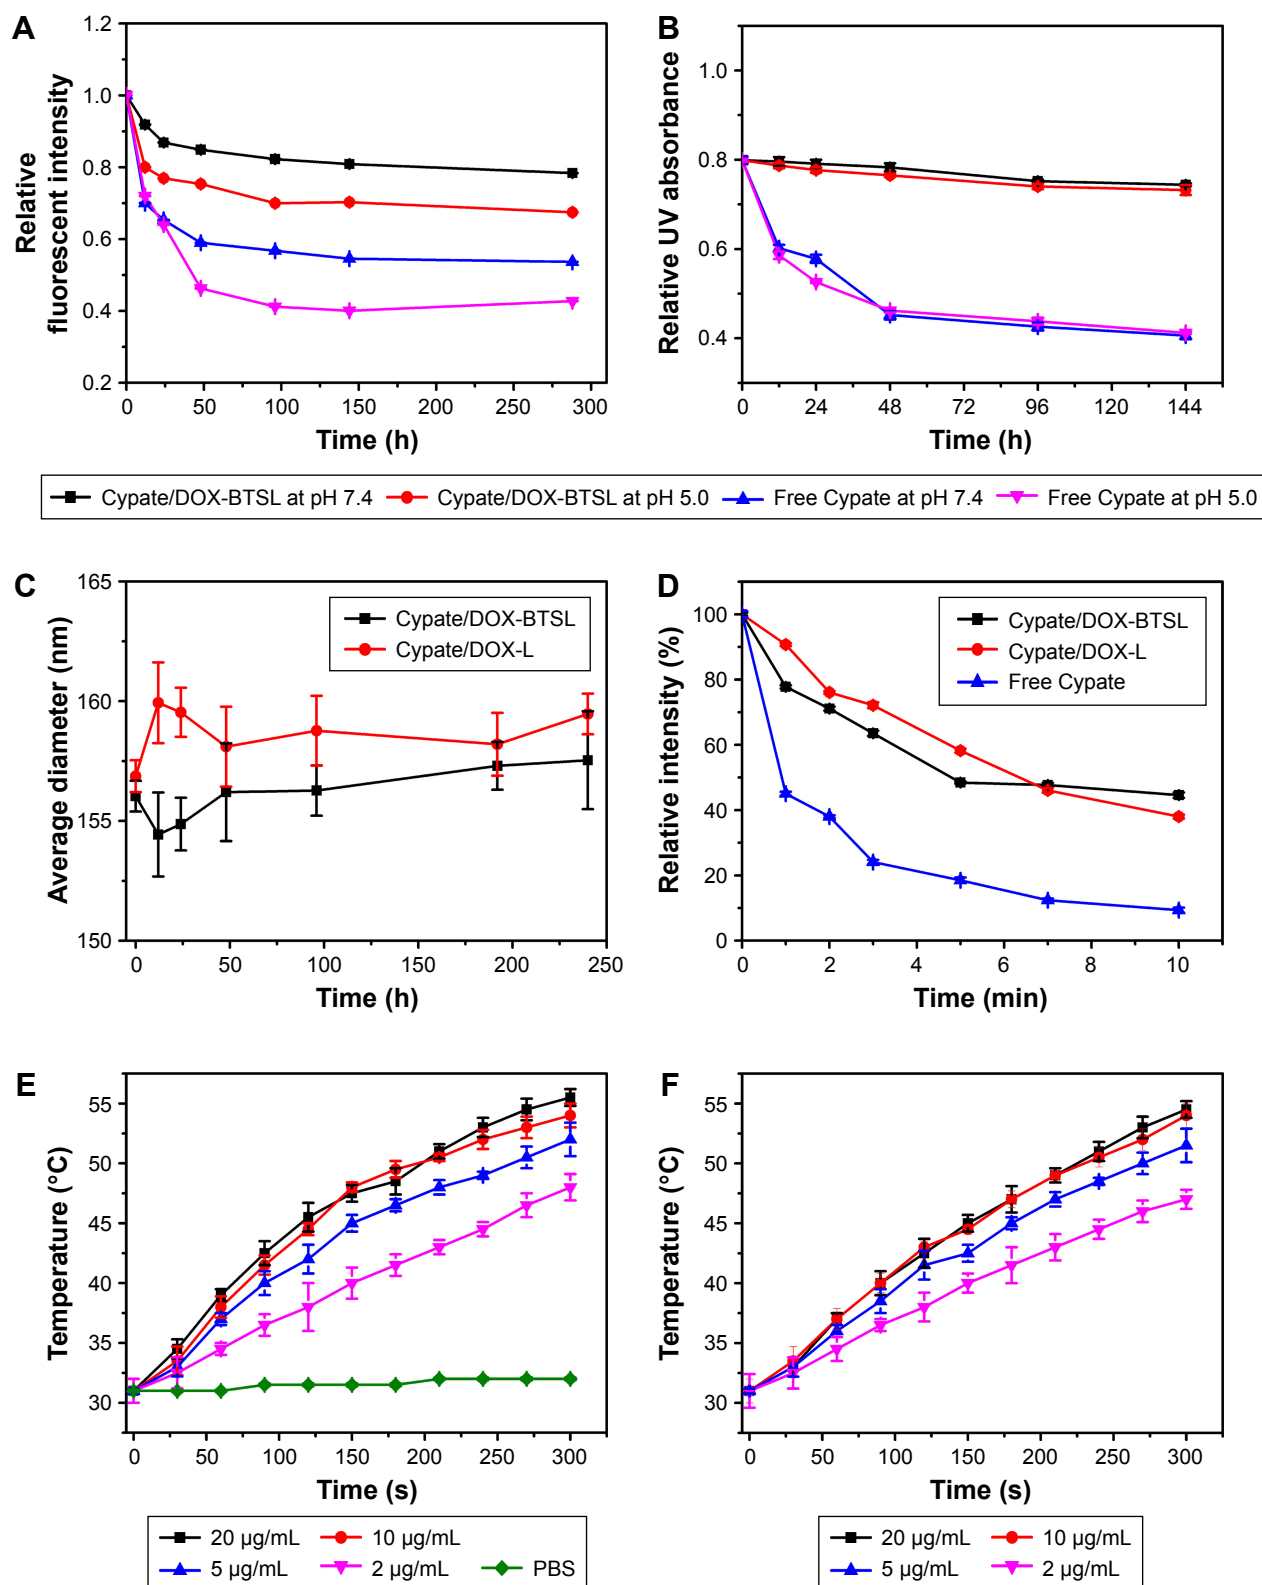 A
Relative
fluorescent intensity
1.2
1.0
0.8
0.6
0.4
0.2
0 50 100 150 200 250 300
Time (h)
B
Relative UV absorbance
1.0
0.8
0.6
0.4
0 24 48 72 96 120 144
Time (h)
Cypate/DOX-BTSL at pH 7.4 Cypate/DOX-BTSL at pH 5.0 Free Cypate at pH 7.4 Free Cypate at pH 5.0
C
Average diameter (nm)
165
160
155
150
0 50 100 150 200 250
Time (h)
Cypate/DOX-BTSL
Cypate/DOX-L
D
Relative intensity (%)
100
80
60
40
20
0
0 2 4 6 8 10
Time (min)
Cypate/DOX-BTSL
Cypate/DOX-L
Free Cypate
E
Temperature (°C)
55
50
45
40
35
30
0 50 100 150 200 250 300
Time (s)
20 µg/mL 10 µg/mL
5 µg/mL 2 µg/mL PBS
F
Temperature (°C)
55
50
45
40
35
30
0 50 100 150 200 250 300
Time (s)
20 µg/mL 10 µg/mL
5 µg/mL 2 µg/mL